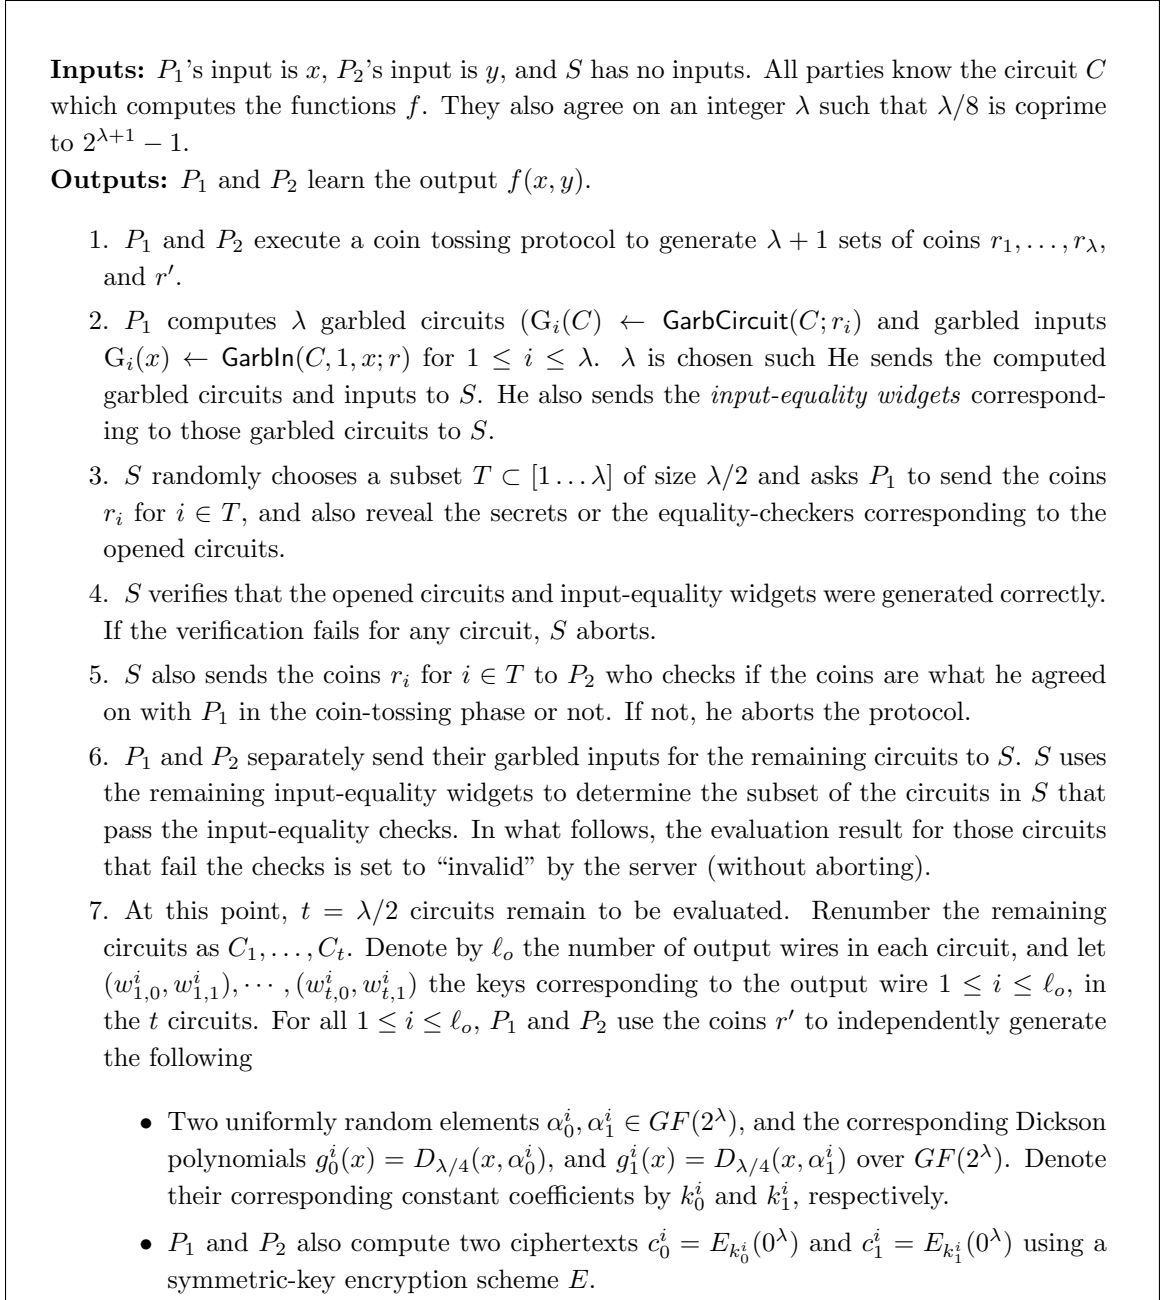 Inputs: P₁'s input is x, P₂'s input is y, and S has no inputs. All parties know the circuit C
which computes the functions f. They also agree on an integer λ such that λ/8 is coprime
to 2^{λ+1} − 1.
Outputs: P₁ and P₂ learn the output f(x, y).
1. P₁ and P₂ execute a coin tossing protocol to generate λ + 1 sets of coins r₁, . . . , r_λ,
and r′.
2. P₁ computes λ garbled circuits (G_i(C) ← GarbCircuit(C; r_i) and garbled inputs
G_i(x) ← GarbIn(C, 1, x; r) for 1 ≤ i ≤ λ. λ is chosen such He sends the computed
garbled circuits and inputs to S. He also sends the input-equality widgets correspond-
ing to those garbled circuits to S.
3. S randomly chooses a subset T ⊂ [1 . . . λ] of size λ/2 and asks P₁ to send the coins
r_i for i ∈ T, and also reveal the secrets or the equality-checkers corresponding to the
opened circuits.
4. S verifies that the opened circuits and input-equality widgets were generated correctly.
If the verification fails for any circuit, S aborts.
5. S also sends the coins r_i for i ∈ T to P₂ who checks if the coins are what he agreed
on with P₁ in the coin-tossing phase or not. If not, he aborts the protocol.
6. P₁ and P₂ separately send their garbled inputs for the remaining circuits to S. S uses
the remaining input-equality widgets to determine the subset of the circuits in S that
pass the input-equality checks. In what follows, the evaluation result for those circuits
that fail the checks is set to “invalid” by the server (without aborting).
7. At this point, t = λ/2 circuits remain to be evaluated. Renumber the remaining
circuits as C₁, . . . , C_t. Denote by ℓ_o the number of output wires in each circuit, and let
(w^i_{1,0}, w^i_{1,1}), · · · , (w^i_{t,0}, w^i_{t,1}) the keys corresponding to the output wire 1 ≤ i ≤ ℓ_o, in
the t circuits. For all 1 ≤ i ≤ ℓ_o, P₁ and P₂ use the coins r′ to independently generate
the following
• Two uniformly random elements α^i_0, α^i_1 ∈ GF(2^λ), and the corresponding Dickson
polynomials g^i_0(x) = D_{λ/4}(x, α^i_0), and g^i_1(x) = D_{λ/4}(x, α^i_1) over GF(2^λ). Denote
their corresponding constant coefficients by k^i_0 and k^i_1, respectively.
• P₁ and P₂ also compute two ciphertexts c^i_0 = E_{k^i_0}(0^λ) and c^i_1 = E_{k^i_1}(0^λ) using a
symmetric-key encryption scheme E.